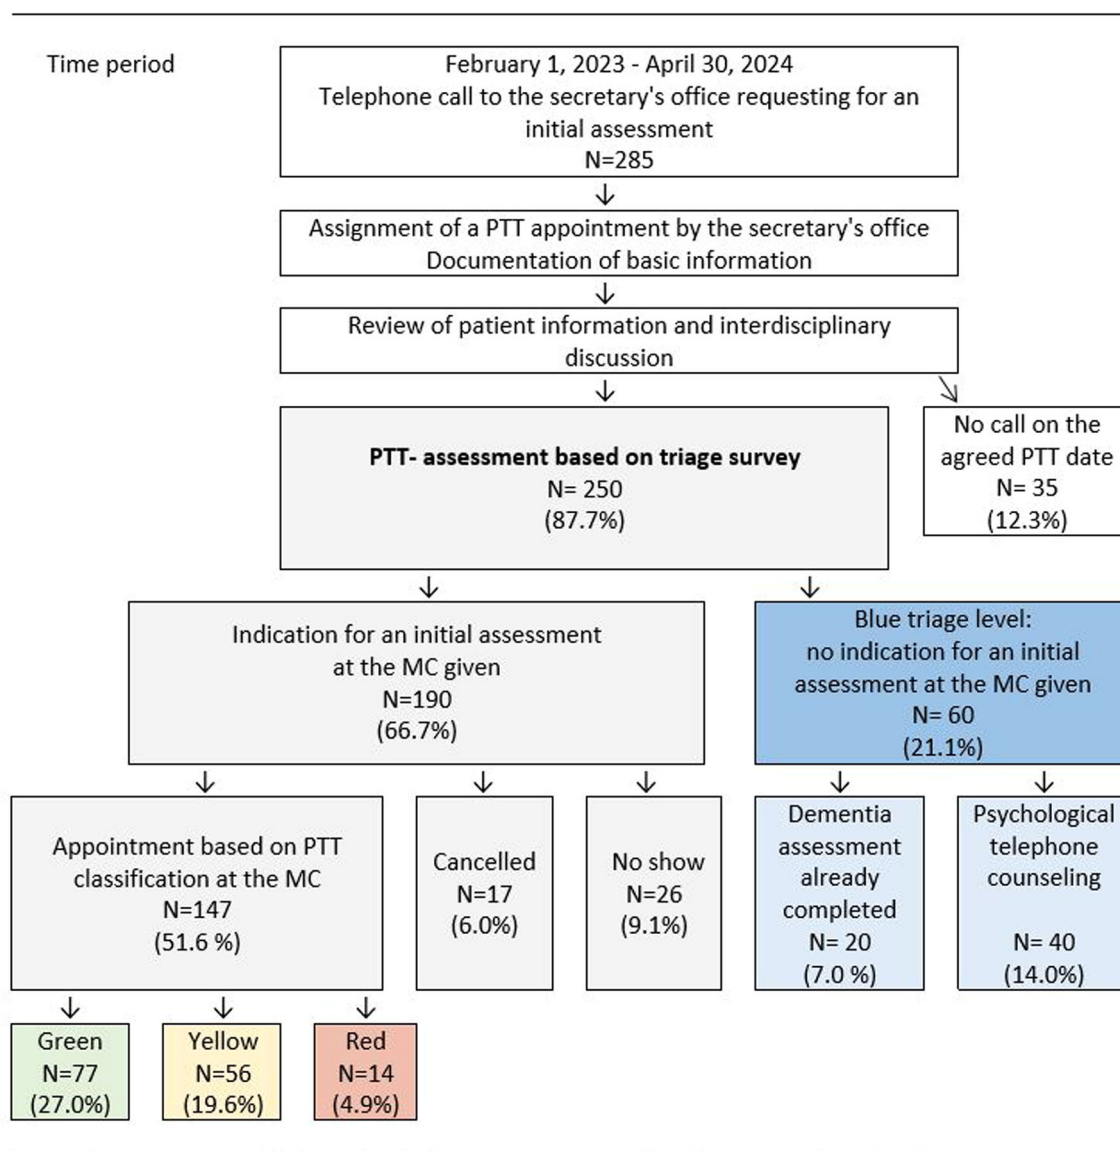 Time period
February 1, 2023 - April 30, 2024
Telephone call to the secretary's office requesting for an
initial assessment
N=285
Assignment of a PTT appointment by the secretary's office
Documentation of basic information
Review of patient information and interdisciplinary
discussion
PTT- assessment based on triage survey
N= 250
(87.7%)
No call on the
agreed PTT date
N= 35
(12.3%)
Indication for an initial assessment
at the MC given
N=190
(66.7%)
Blue triage level:
no indication for an initial
assessment at the MC given
N= 60
(21.1%)
Appointment based on PTT
classification at the MC
N=147
(51.6 %)
Cancelled
N=17
(6.0%)
No show
N=26
(9.1%)
Dementia
assessment
already
completed
N= 20
(7.0 %)
Psychological
telephone
counseling
N= 40
(14.0%)
Green
N=77
(27.0%)
Yellow
N=56
(19.6%)
Red
N=14
(4.9%)